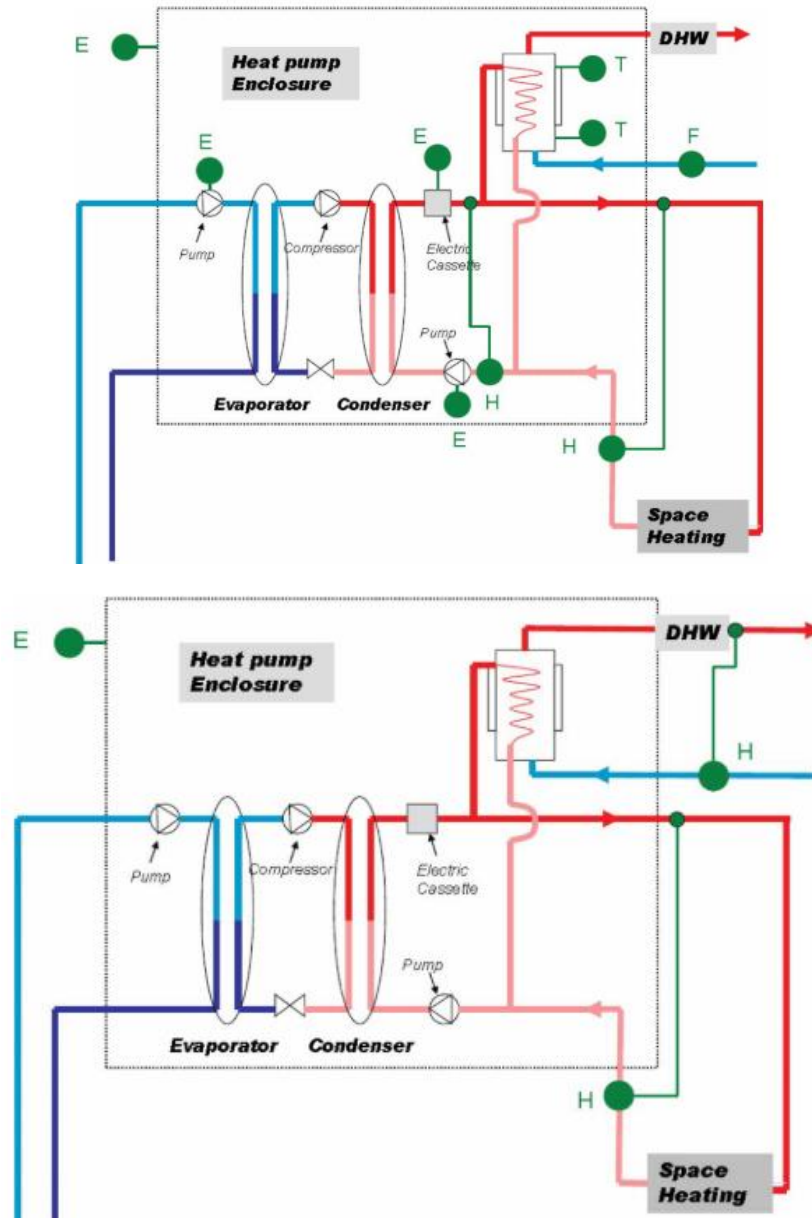 DHW
E
Heat pump
Enclosure
T
E
E
T
F
Pump
Compressor
Electric
Cassette
Pump
Evaporator
Condenser
H
E
H
Space
Heating
E
DHW
Heat pump
Enclosure
H
Pump
Compressor
Electric
Cassette
Pump
Evaporator
Condenser
H
Space
Heating